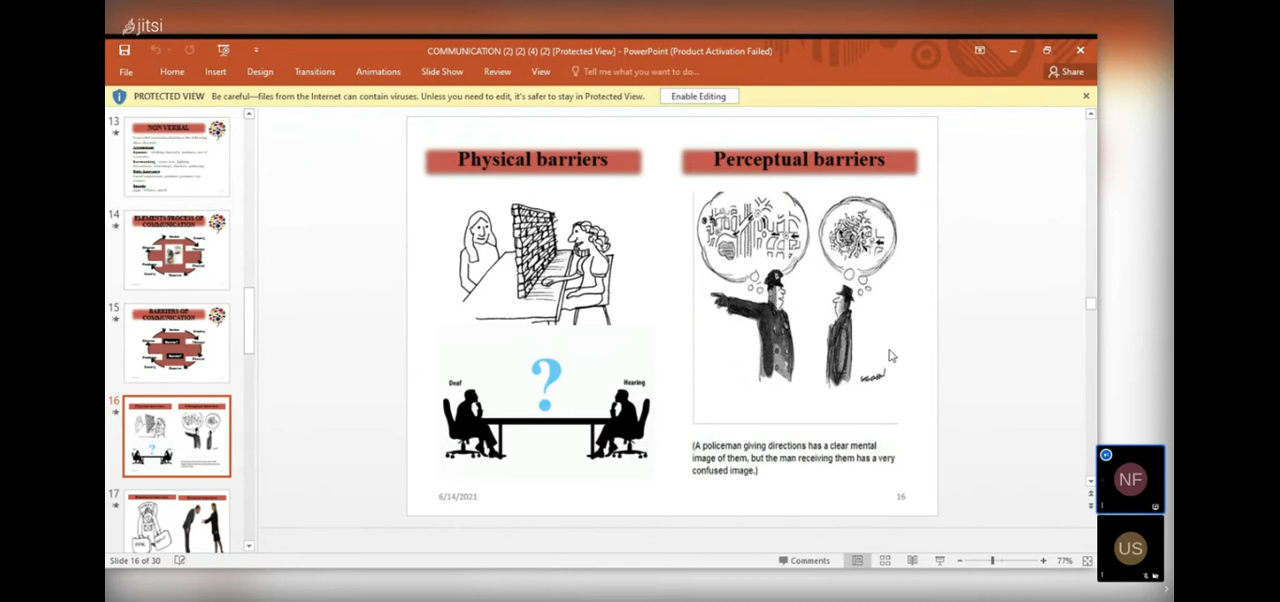 jitsi
COMMUNICATION (2) (2) (4) (2) [Protected View] - PowerPoint (Product Activation Failed)
File Home Insert Design Transitions Animations Slide Show Review View Tell me what you want to do... Share
PROTECTED VIEW Be careful—files from the Internet can contain viruses. Unless you need to edit, it's safer to stay in Protected View. Enable Editing
13
NON VERBAL
14
ELEMENTS/PROCESS OF
COMMUNICATION
15
BARRIERS OF
COMMUNICATION
16
17
Physical barriers
Perceptual barriers
Deaf
?
Hearing
(A policeman giving directions has a clear mental
image of them, but the man receiving them has a very
confused image.)
6/14/2021
16
NF
US
Slide 16 of 30
Comments
77%